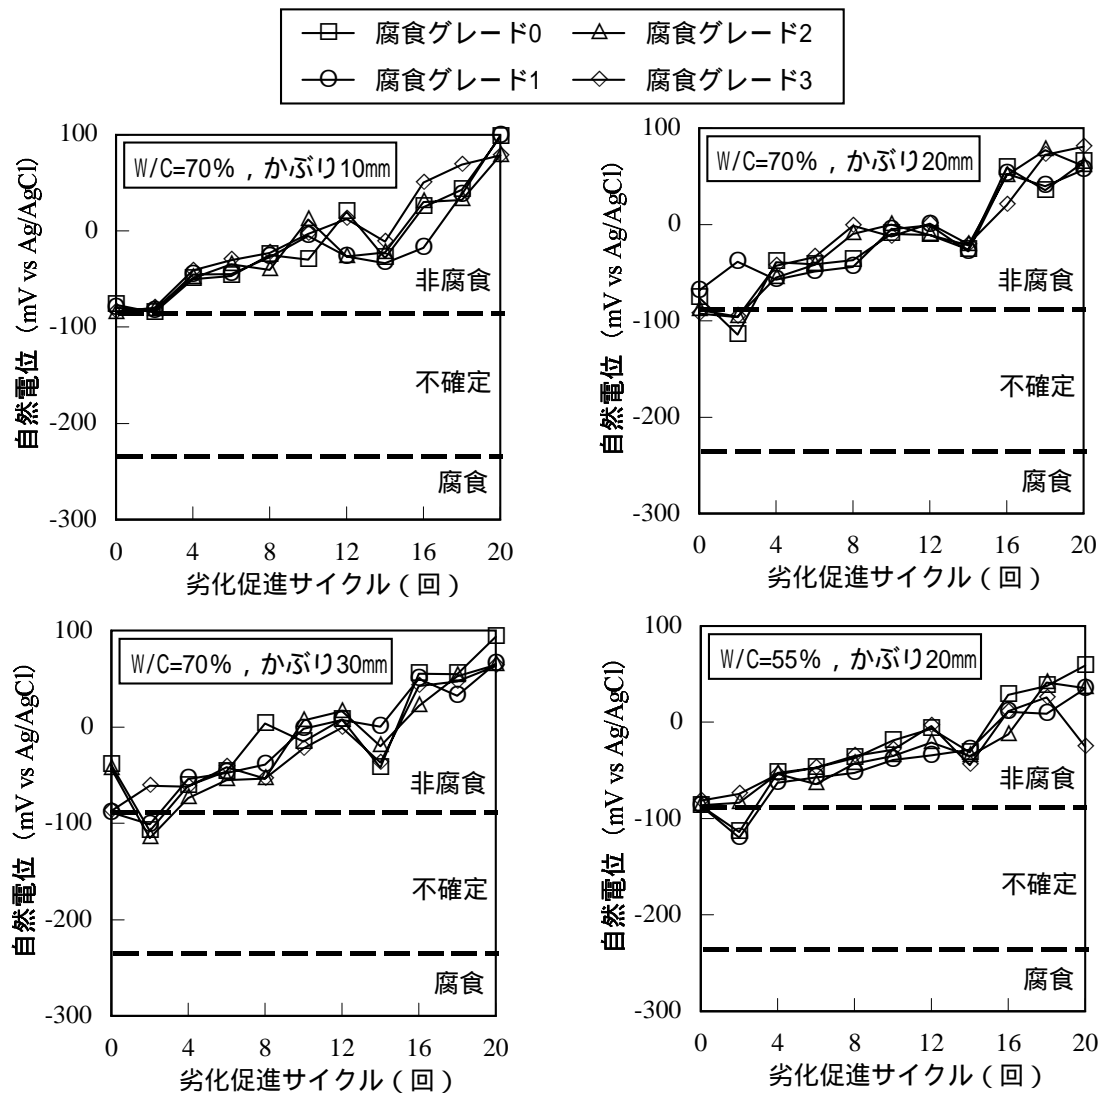 腐食グレード0 腐食グレード2
腐食グレード1 腐食グレード3
W/C=70%，かぶり10mm
自然電位（mV vs Ag/AgCl)
100
0
-100
-200
-300
非腐食
不確定
腐食
0 4 8 12 16 20
劣化促進サイクル（回）
W/C=70%，かぶり20mm
自然電位（mV vs Ag/AgCl)
100
0
-100
-200
-300
非腐食
不確定
腐食
0 4 8 12 16 20
劣化促進サイクル（回）
W/C=70%，かぶり30mm
自然電位（mV vs Ag/AgCl)
100
0
-100
-200
-300
非腐食
不確定
腐食
0 4 8 12 16 20
劣化促進サイクル（回）
W/C=55%，かぶり20mm
自然電位（mV vs Ag/AgCl)
100
0
-100
-200
-300
非腐食
不確定
腐食
0 4 8 12 16 20
劣化促進サイクル（回）